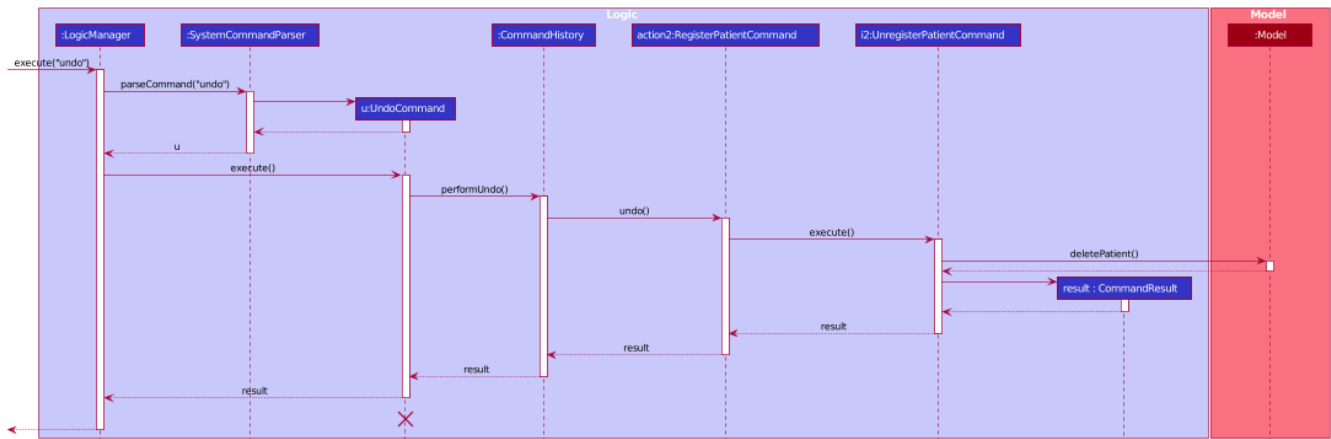 Logic
Model
:LogicManager
:SystemCommandParser
:CommandHistory
action2:RegisterPatientCommand
i2:UnregisterPatientCommand
:Model
execute("undo")
parseCommand("undo")
u:UndoCommand
u
execute()
performUndo()
undo()
execute()
deletePatient()
result : CommandResult
result
result
result
result